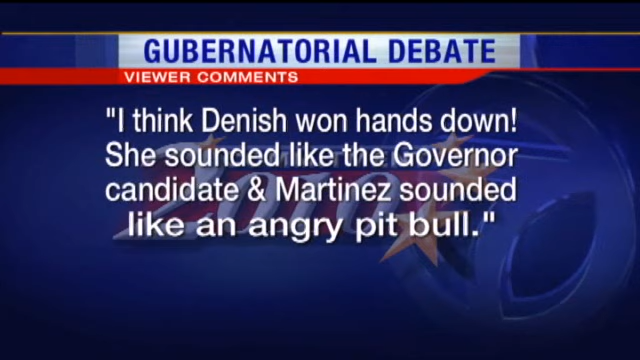 GUBERNATORIAL DEBATE
VIEWER COMMENTS
"I think Denish won hands down!
She sounded like the Governor
candidate & Martinez sounded
like an angry pit bull."
2010